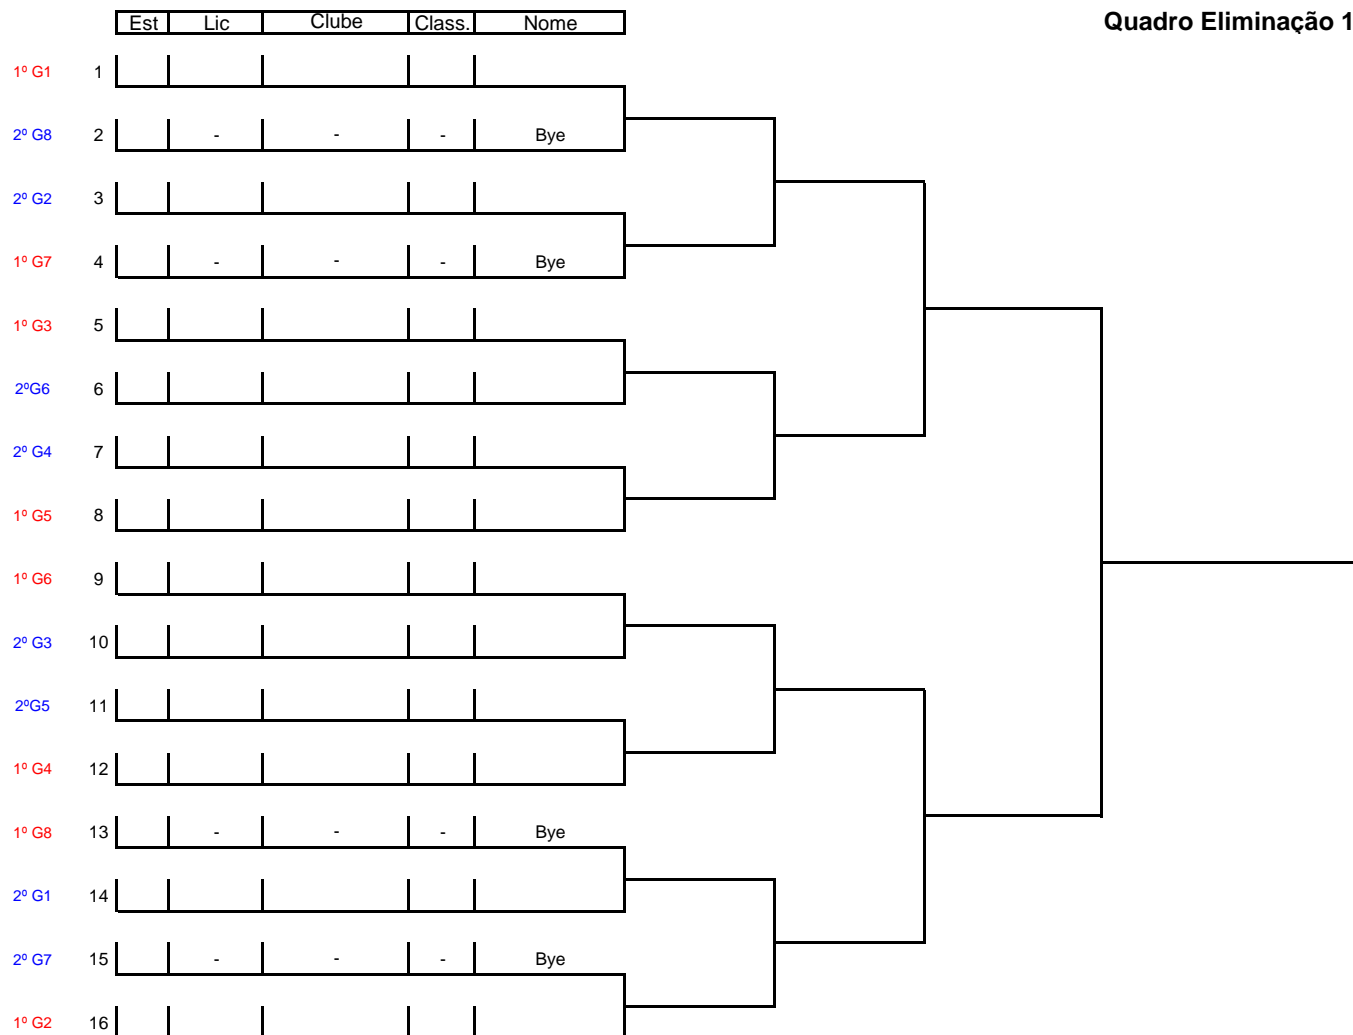 Est Lic Clube Class. Nome Quadro Eliminação 1
1º G1 1
2º G8 2 - - - Bye
2º G2 3
1º G7 4 - - - Bye
1º G3 5
2ºG6 6
2º G4 7
1º G5 8
1º G6 9
2º G3 10
2ºG5 11
1º G4 12
1º G8 13 - - - Bye
2º G1 14
2º G7 15 - - - Bye
1º G2 16